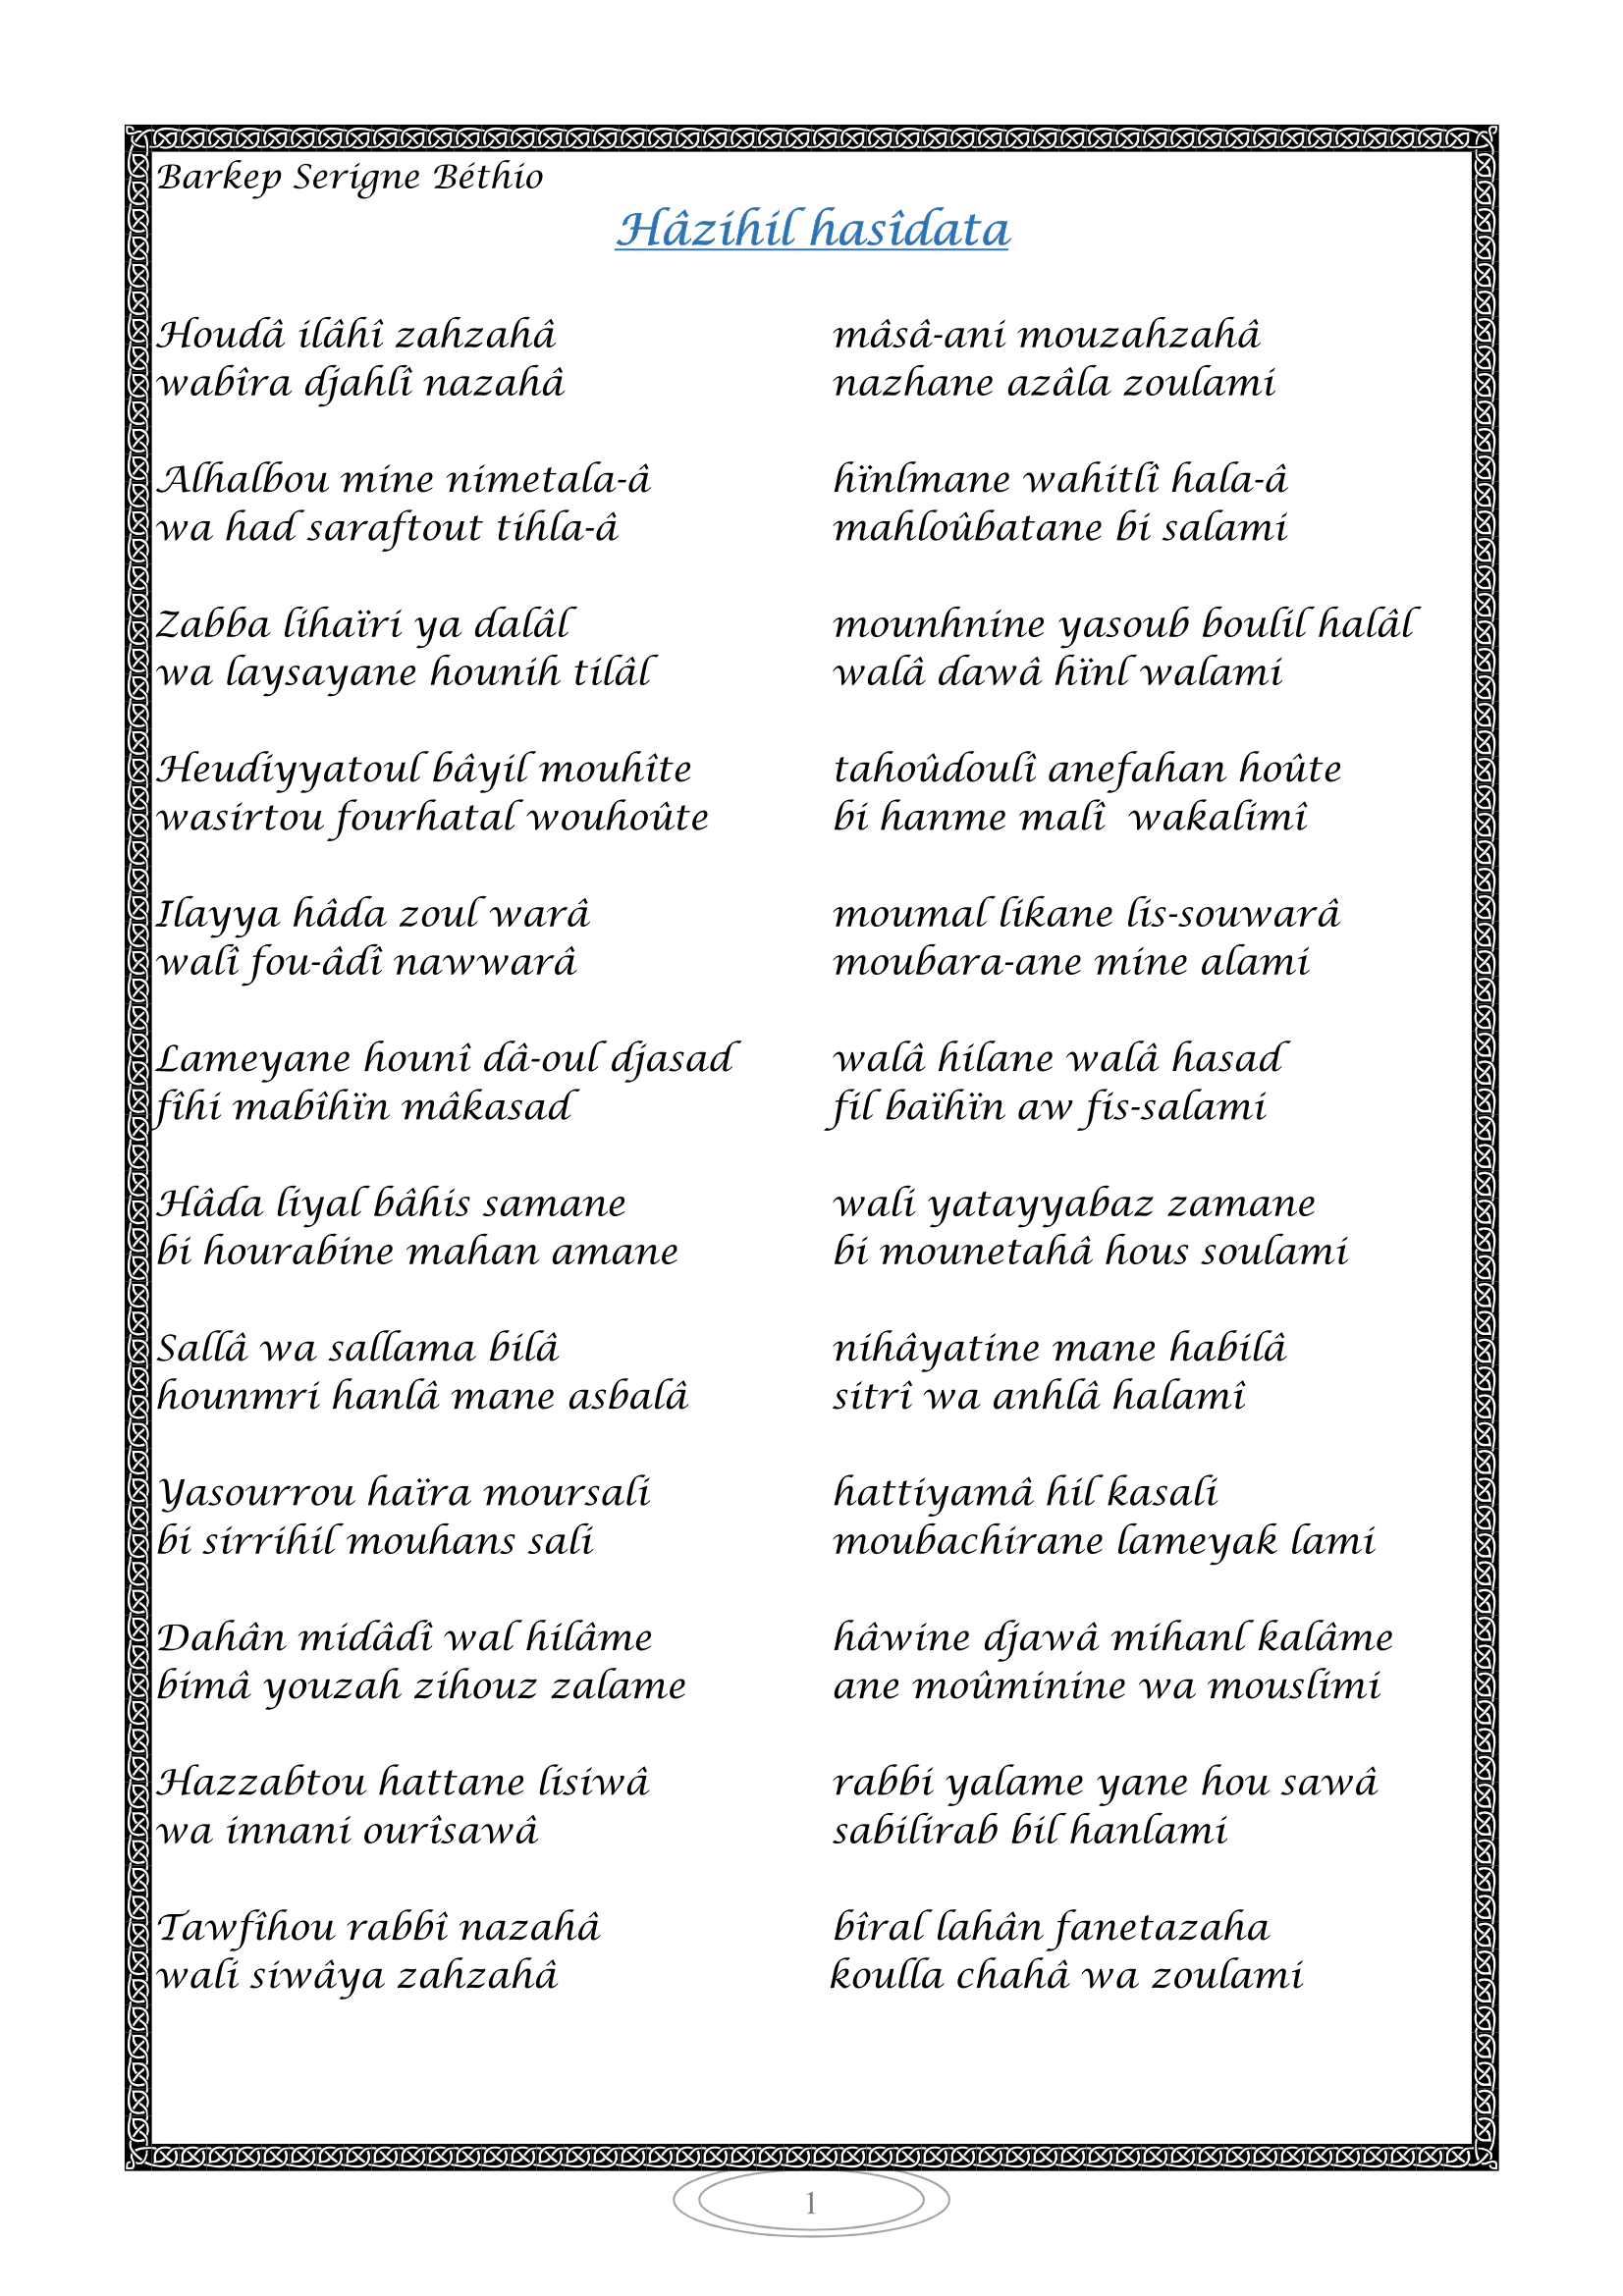 Barkep Serigne Béthio
Hâzihil hasîdata
Houdâ ilâhî zahzahâ mâsâ-ani mouzahzahâ
wabîra djahlî nazahâ nazhane azâla zoulami
Alhalbou mine nimetala-â hïnlmane wahitlî hala-â
wa had saraftout tihla-â mahloûbatane bi salami
Zabba lihaïri ya dalâl mounhnine yasoub boulil halâl
wa laysayane hounih tilâl walâ dawâ hïnl walami
Heudiyyatoul bâyil mouhîte tahoûdoulî anefahan hoûte
wasirtou fourhatal wouhoûte bi hanme malî wakalimî
Ilayya hâda zoul warâ moumal likane lis-souwarâ
walî fou-âdî nawwarâ moubara-ane mine alami
Lameyane hounî dâ-oul djasad walâ hilane walâ hasad
fîhi mabîhïn mâkasad fil baïhïn aw fis-salami
Hâda liyal bâhis samane wali yatayyabaz zamane
bi hourabine mahan amane bi mounetahâ hous soulami
Sallâ wa sallama bilâ nihâyatine mane habilâ
hounmri hanlâ mane asbalâ sitrî wa anhlâ halamî
Yasourrou haïra moursali hattiyamâ hil kasali
bi sirrihil mouhans sali moubachirane lameyak lami
Dahân midâdî wal hilâme hâwine djawâ mihanl kalâme
bimâ youzah zihouz zalame ane moûminine wa mouslimi
Hazzabtou hattane lisiwâ rabbi yalame yane hou sawâ
wa innani ourîsawâ sabilirab bil hanlami
Tawfîhou rabbî nazahâ bîral lahân fanetazaha
wali siwâya zahzahâ koulla chahâ wa zoulami
1